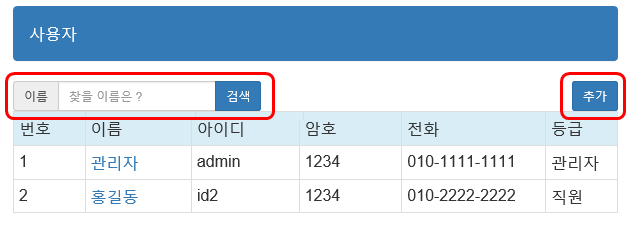 사용자
이름 찾을 이름은 ? 검색 추가
번호 이름 아이디 암호 전화 등급
1 관리자 admin 1234 010-1111-1111 관리자
2 홍길동 id2 1234 010-2222-2222 직원